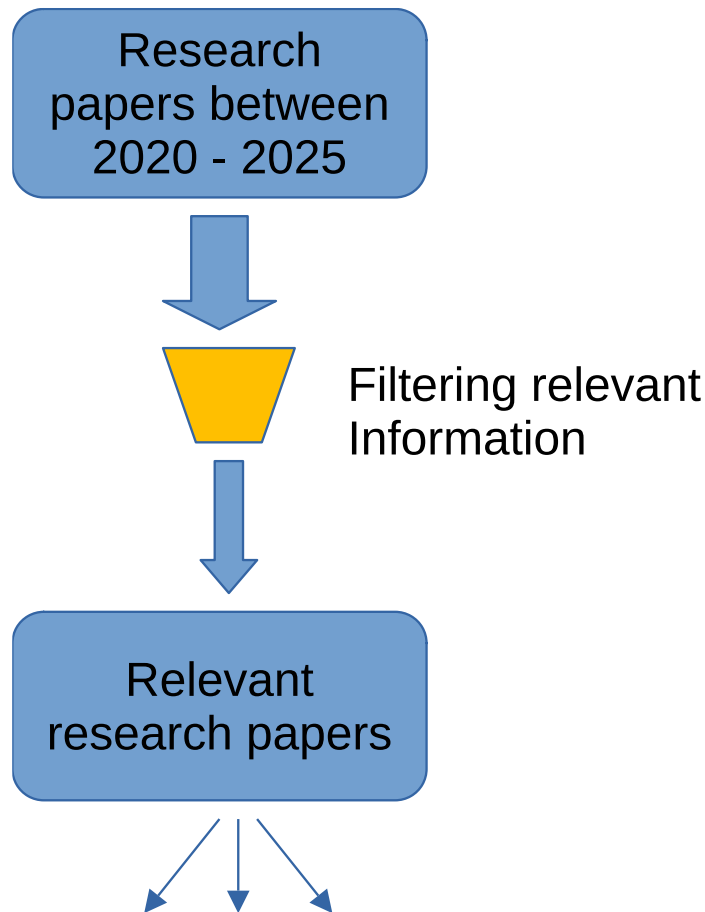 Research
papers between
2020 - 2025
Filtering relevant
Information
Relevant
research papers